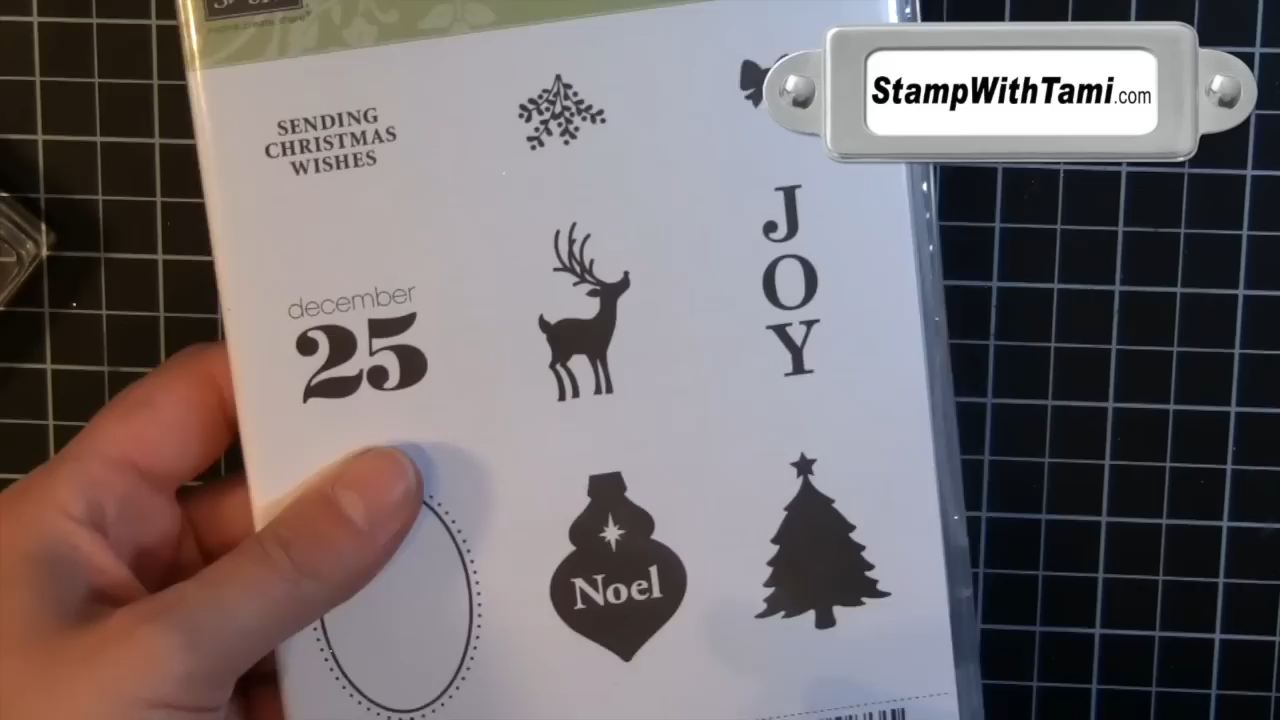 StampWithTami.com
SENDING
CHRISTMAS
WISHES
J
O
Y
december
25
Noel